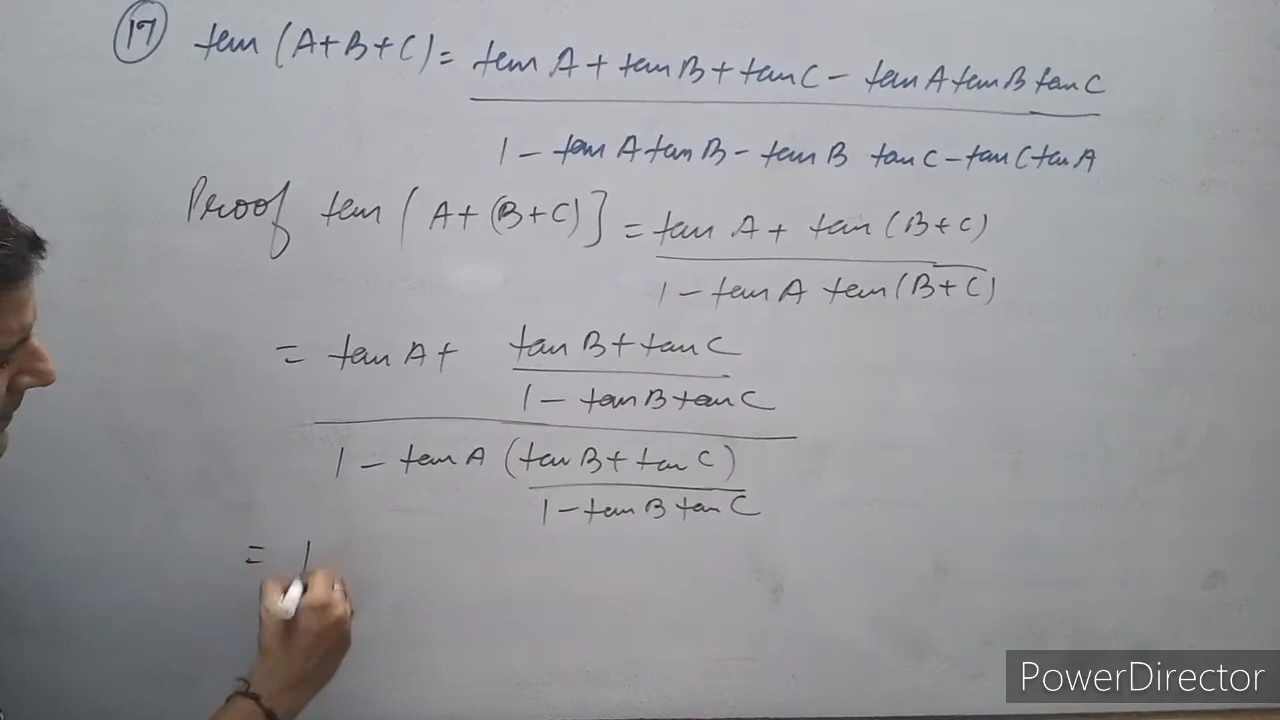 (17) tan (A+B+C) = tan A + tan B + tan C - tan A tan B tan C
1 - tan A tan B - tan B tan C - tan C tan A
Proof tan [A+(B+C)] = tan A + tan (B+C)
1 - tan A tan (B+C)
= tan A + tan B + tan C
1 - tan B tan C
1 - tan A (tan B + tan C)
1 - tan B tan C
=
PowerDirector